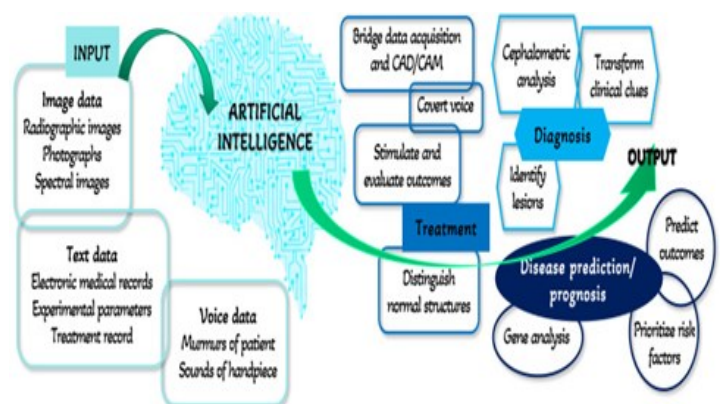 INPUT
Image data
Radiographic images
Photographs
Spectral images
Text data
Electronic medical records
Experimental parameters
Treatment record
Voice data
Murmurs of patient
Sounds of handpiece
ARTIFICIAL
INTELLIGENCE
Bridge data acquisition
and CAD/CAM
Covert voice
Stimulate and
evaluate outcomes
Treatment
Distinguish
normal structures
Cephalometric
analysis
Transform
clinical clues
Diagnosis
Identify
lesions
OUTPUT
Disease prediction/
prognosis
Predict
outcomes
Gene analysis
Prioritize risk
factors